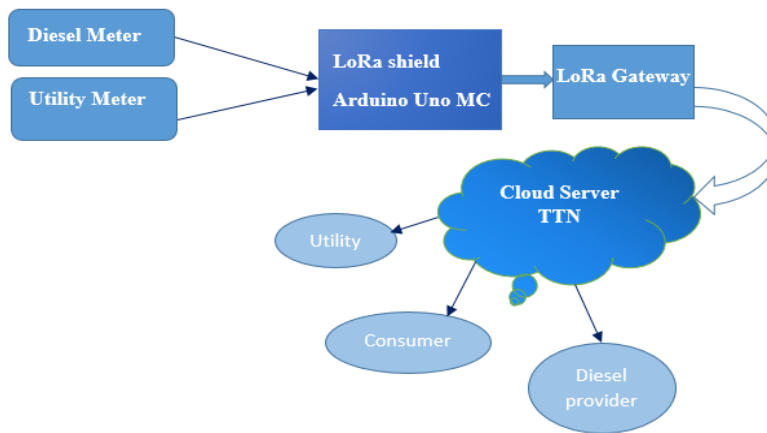 Diesel Meter
Utility Meter
LoRa shield
Arduino Uno MC
LoRa Gateway
Cloud Server
TTN
Utility
Consumer
Diesel
provider